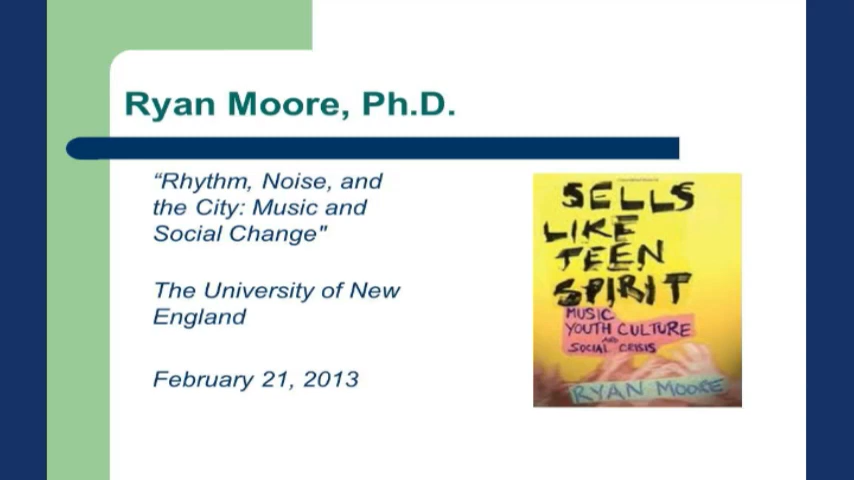 Ryan Moore, Ph.D.
“Rhythm, Noise, and
the City: Music and
Social Change"
The University of New
England
February 21, 2013
SELLS
LIKE
TEEN
SPIRIT
MUSIC
YOUTH CULTURE
AND
SOCIAL CRISIS
RYAN MOORE